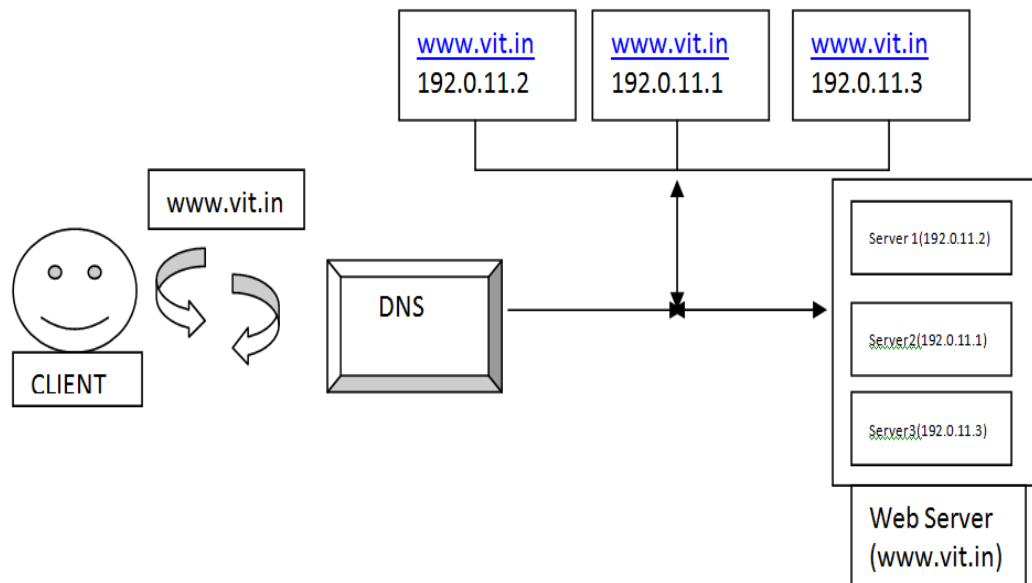 www.vit.in
192.0.11.2
www.vit.in
192.0.11.1
www.vit.in
192.0.11.3
www.vit.in
CLIENT
DNS
Server 1(192.0.11.2)
Server2(192.0.11.1)
Server3(192.0.11.3)
Web Server
(www.vit.in)